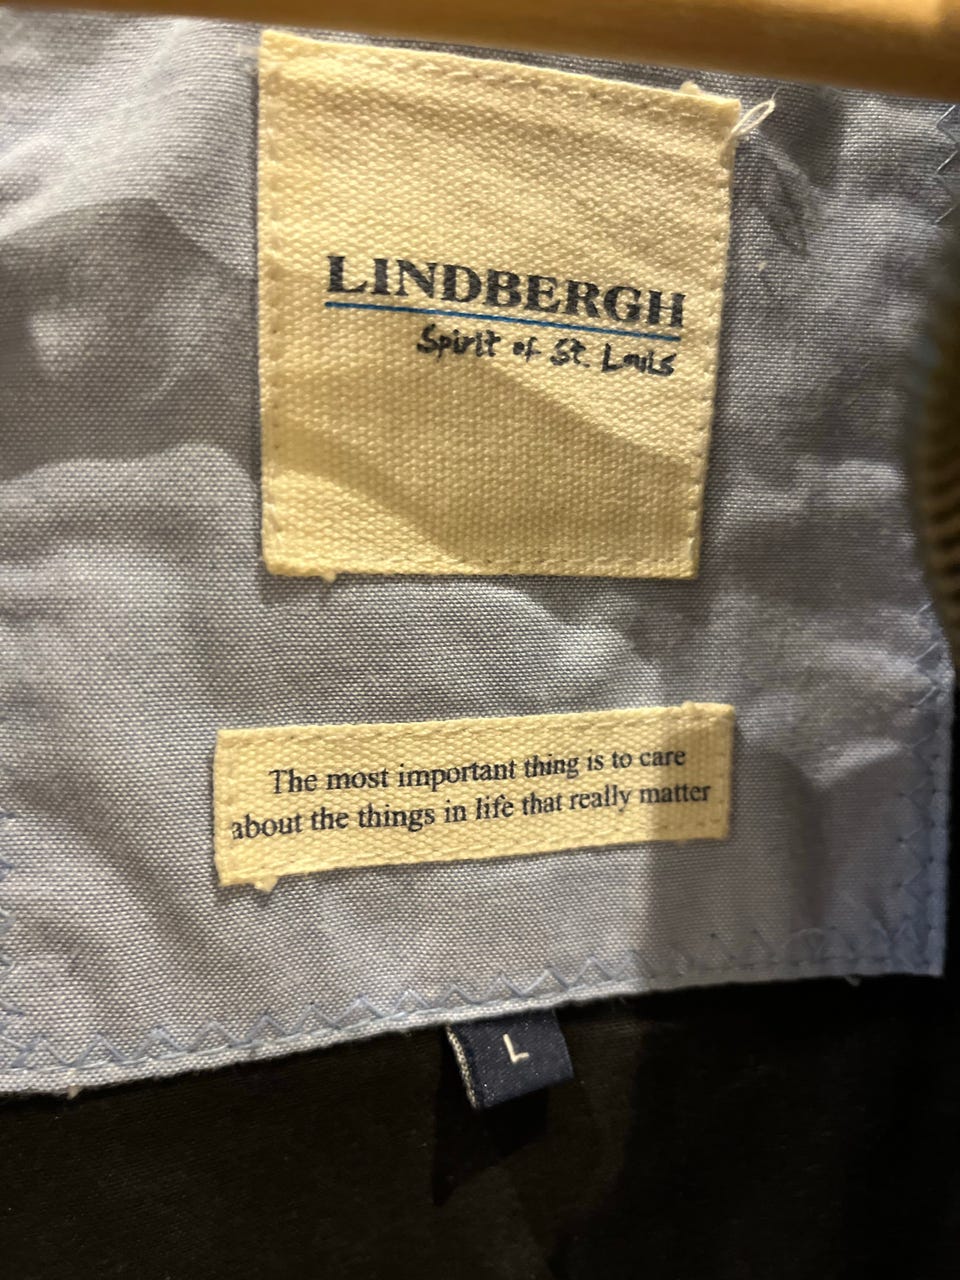 LINDBERGH
Spirit of St. Louis
The most important thing is to care
about the things in life that really matter
L